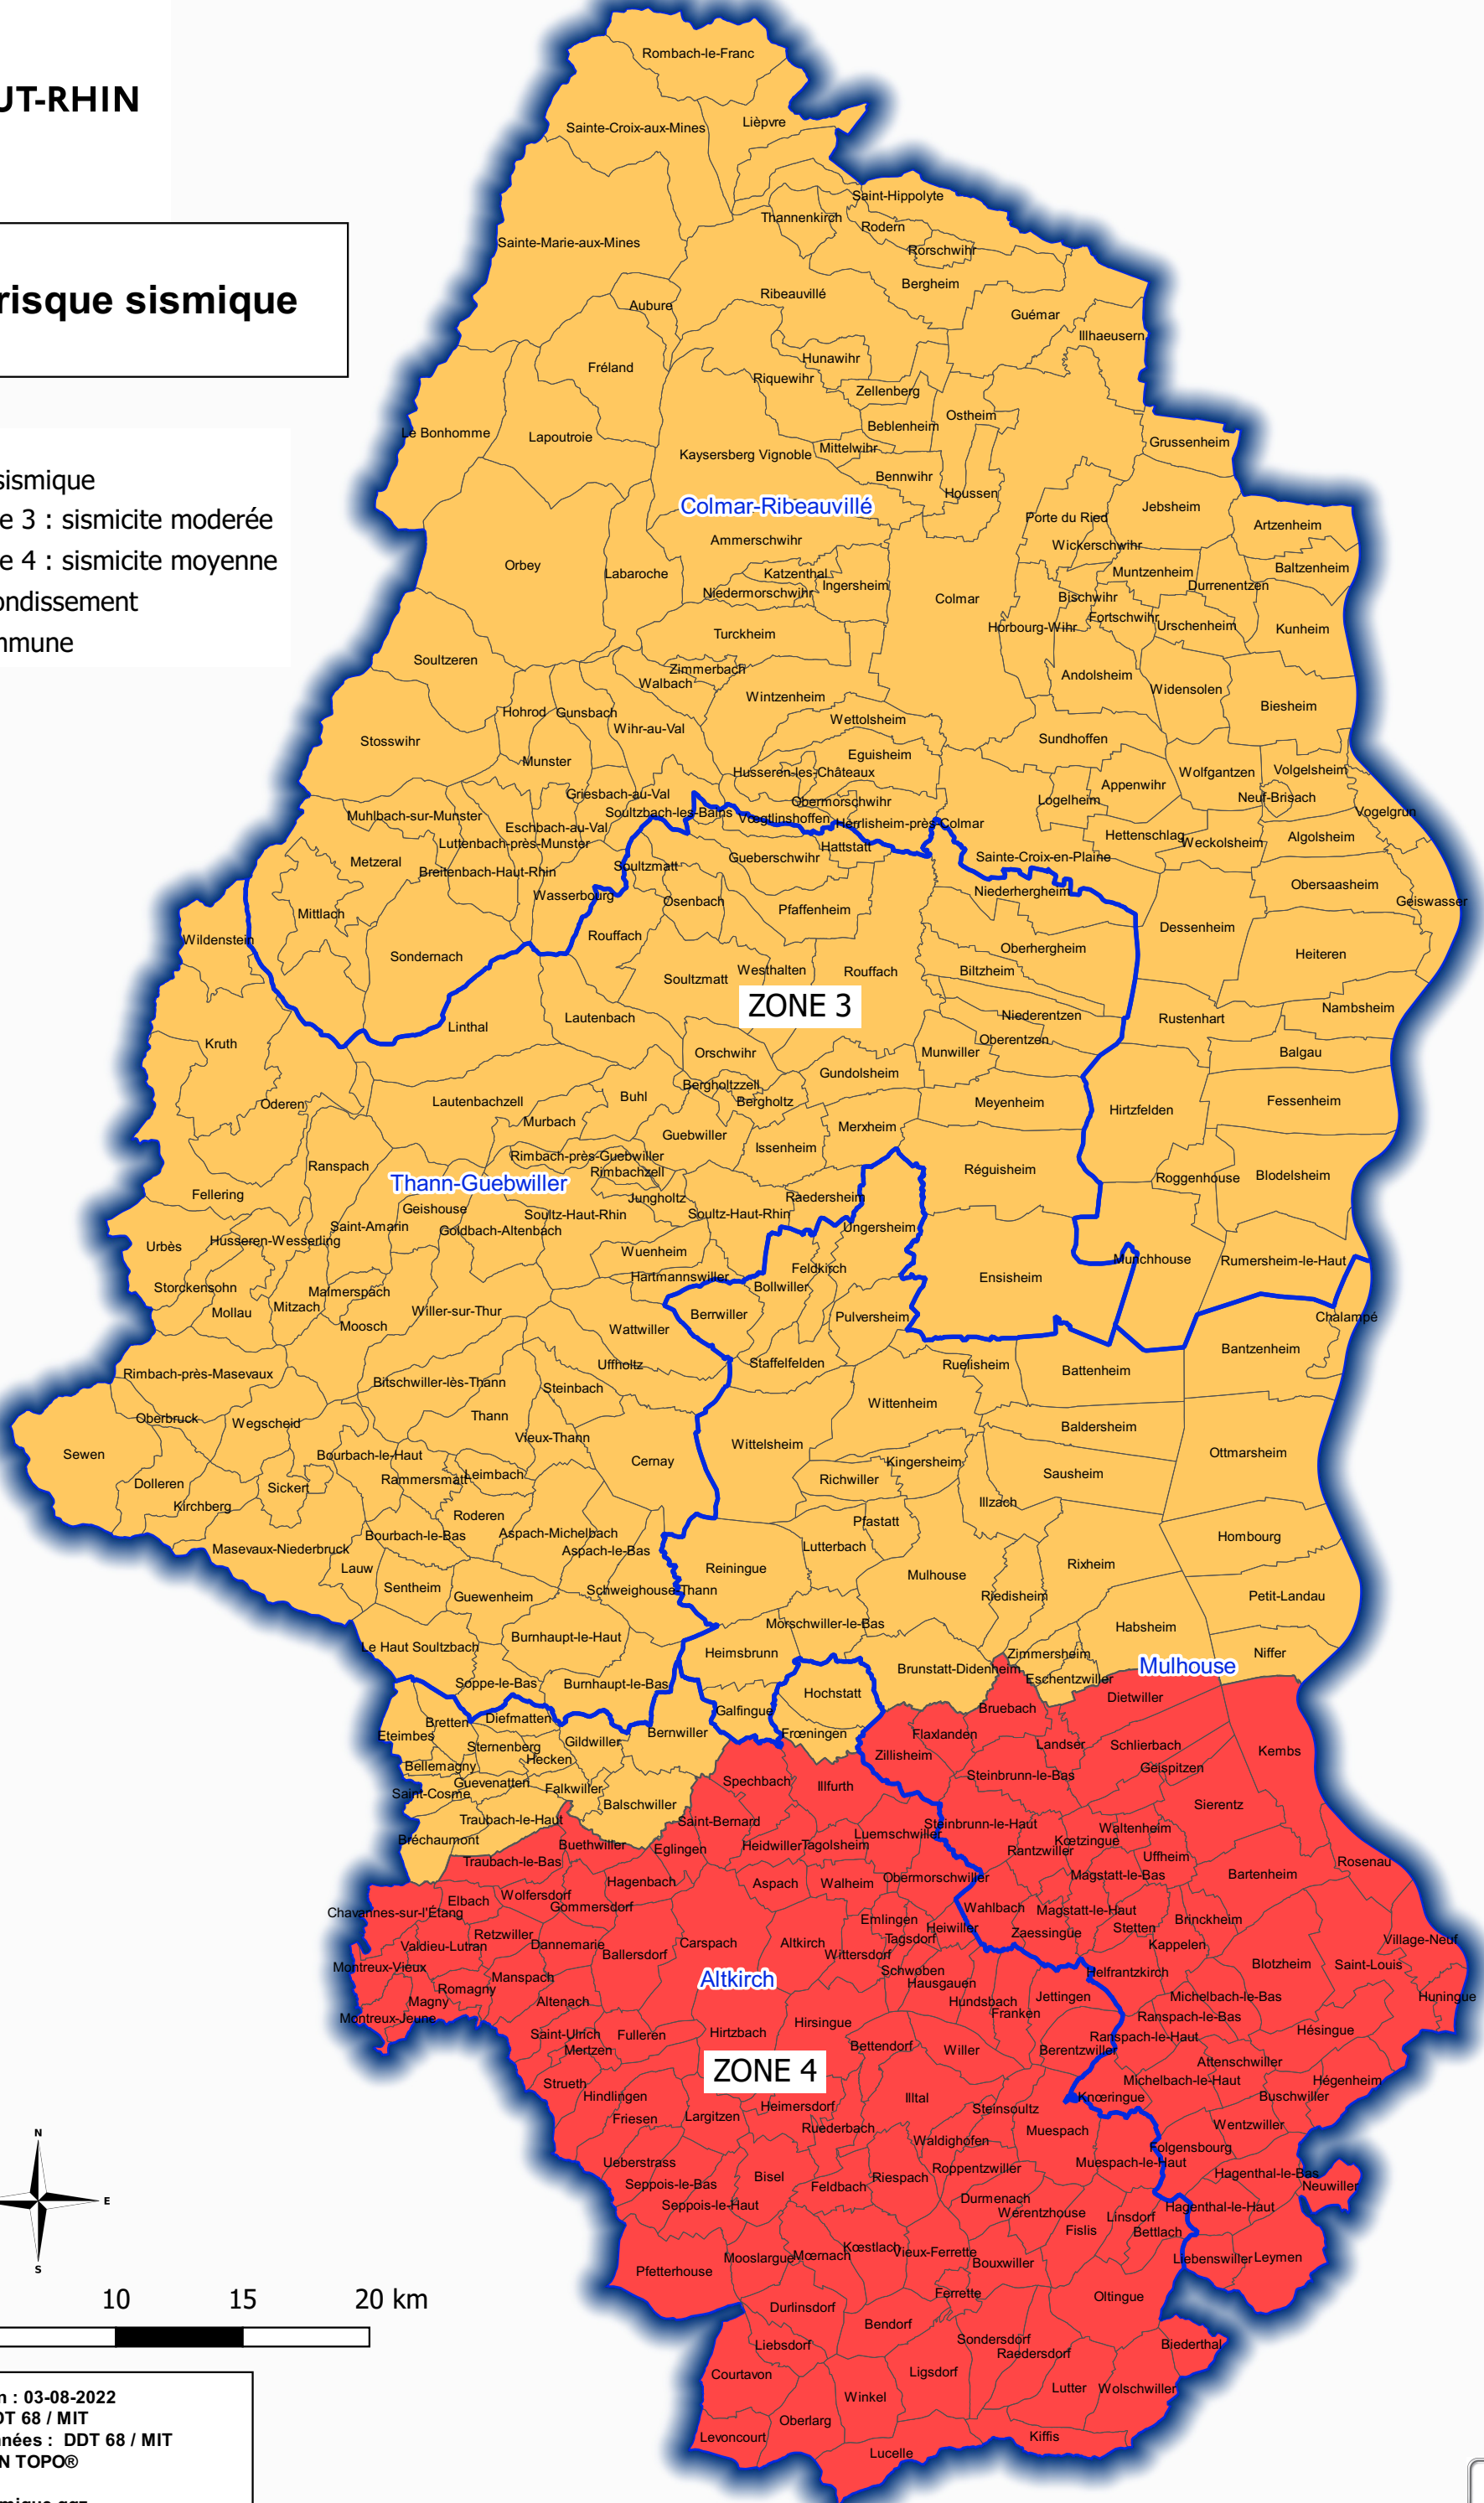 UT-RHIN
risque sismique
sismique
e 3 : sismicite moderée
e 4 : sismicite moyenne
ondissement
nmune
Rombach-le-Franc
Lièpvre
Sainte-Croix-aux-Mines
Saint-Hippolyte
Thannenkirch
Rodern
Sainte-Marie-aux-Mines
Rorschwihr
Bergheim
Ribeauvillé
Aubure
Guémar
Illhaeusern
Hunawihr
Fréland
Riquewihr
Zellenberg
Ostheim
Beblenheim
Le Bonhomme
Lapoutroie
Grussenheim
Mittelwihr
Kaysersberg Vignoble
Bennwihr
Houssen
Colmar-Ribeauvillé
Jebsheim
Porte du Ried
Artzenheim
Ammerschwihr
Wickerschwihr
Orbey
Labaroche
Katzenthal
Ingersheim
Muntzenheim
Baltzenheim
Durrenentzen
Niedermorschwihr
Colmar
Bischwihr
Fortschwihr
Horbourg-Wihr
Urschenheim
Kunheim
Turckheim
Soultzeren
Zimmerbach
Walbach
Andolsheim
Widensolen
Wintzenheim
Biesheim
Hohrod
Gunsbach
Wihr-au-Val
Wettolsheim
Stosswihr
Sundhoffen
Munster
Eguisheim
Husseren-les-Châteaux
Wolfgantzen
Volgelsheim
Appenwihr
Griesbach-au-Val
Obermorschwihr
Logelheim
Neuf-Brisach
Muhlbach-sur-Munster
Soultzbach-les-Bains
Vœgtlinshoffen
Herrlisheim-près-Colmar
Vogelgrun
Eschbach-au-Val
Hettenschlag
Weckolsheim
Algolsheim
Luttenbach-près-Munster
Hattstatt
Gueberschwihr
Sainte-Croix-en-Plaine
Metzeral
Breitenbach-Haut-Rhin
Soultzmatt
Obersaasheim
Wasserbourg
Osenbach
Niederhergheim
Geiswasser
Mittlach
Pfaffenheim
Dessenheim
Wildenstein
Rouffach
Oberhergheim
Sondernach
Heiteren
Soultzmatt
Westhalten
Rouffach
Biltzheim
ZONE 3
Nambsheim
Linthal
Lautenbach
Niederentzen
Rustenhart
Kruth
Oberentzen
Orschwihr
Munwiller
Balgau
Gundolsheim
Bergholtzzell
Bergholtz
Oderen
Lautenbachzell
Buhl
Meyenheim
Hirtzfelden
Fessenheim
Murbach
Merxheim
Guebwiller
Issenheim
Rimbach-près-Guebwiller
Ranspach
Rimbachzell
Réguisheim
Roggenhouse
Blodelsheim
Thann-Guebwiller
Fellering
Jungholtz
Raedersheim
Geishouse
Soultz-Haut-Rhin
Soultz-Haut-Rhin
Saint-Amarin
Goldbach-Altenbach
Ungersheim
Husseren-Wesserling
Urbès
Wuenheim
Munchhouse
Rumersheim-le-Haut
Feldkirch
Hartmannswiller
Ensisheim
Storckensohn
Malmerspach
Bollwiller
Mitzach
Mollau
Willer-sur-Thur
Berrwiller
Pulversheim
Chalampé
Moosch
Wattwiller
Bantzenheim
Staffelfelden
Uffholtz
Ruelisheim
Battenheim
Rimbach-près-Masevaux
Bitschwiller-lès-Thann
Steinbach
Wittenheim
Oberbruck
Wegscheid
Thann
Baldersheim
Vieux-Thann
Wittelsheim
Sewen
Bourbach-le-Haut
Cernay
Kingersheim
Ottmarsheim
Rammersmatt
Leimbach
Sausheim
Dolleren
Sickert
Richwiller
Kirchberg
Illzach
Roderen
Pfastatt
Bourbach-le-Bas
Aspach-Michelbach
Hombourg
Masevaux-Niederbruck
Aspach-le-Bas
Lutterbach
Lauw
Reiningue
Mulhouse
Rixheim
Sentheim
Schweighouse-Thann
Guewenheim
Riedisheim
Petit-Landau
Morschwiller-le-Bas
Habsheim
Burnhaupt-le-Haut
Le Haut Soultzbach
Heimsbrunn
Zimmersheim
Niffer
Mulhouse
Brunstatt-Didenheim
Eschentzwiller
Soppe-le-Bas
Burnhaupt-le-Bas
Hochstatt
Dietwiller
Galfingue
Bruebach
Diefmatten
Bretten
Eteimbes
Bernwiller
Frœningen
Flaxlanden
Gildwiller
Sternenberg
Landser
Schlierbach
Kembs
Hecken
Zillisheim
Bellemagny
Geispitzen
Guevenatten
Steinbrunn-le-Bas
Falkwiller
Spechbach
Illfurth
Saint-Cosme
Balschwiller
Sierentz
Traubach-le-Haut
Saint-Bernard
Steinbrunn-le-Haut
Luemschwiller
Waltenheim
Bréchaumont
Buethwiller
Eglingen
Heidwiller
Tagolsheim
Kœtzingue
Rantzwiller
Uffheim
Traubach-le-Bas
Rosenau
Hagenbach
Aspach
Walheim
Obermorschwiller
Magstatt-le-Bas
Bartenheim
Elbach
Wolfersdorf
Gommersdorf
Wahlbach
Magstatt-le-Haut
Chavannes-sur-l'Étang
Emlingen
Heiwiller
Stetten
Brinckheim
Retzwiller
Zaessingue
Tagsdorf
Village-Neuf
Valdieu-Lutran
Dannemarie
Ballersdorf
Carspach
Altkirch
Wittersdorf
Kappelen
Blotzheim
Saint-Louis
Montreux-Vieux
Schwoben
Helfrantzkirch
Manspach
Altkirch
Hausgauen
Romagny
Jettingen
Michelbach-le-Bas
Huningue
Magny
Altenach
Hundsbach
Franken
Ranspach-le-Bas
Montreux-Jeune
Hirsingue
Saint-Ulrich
Fulleren
Hirtzbach
Ranspach-le-Haut
Hésingue
Mertzen
Bettendorf
Willer
Berentzwiller
Attenschwiller
ZONE 4
Strueth
Michelbach-le-Haut
Hégenheim
Hindlingen
Illtal
Knœringue
Buschwiller
Heimersdorf
Steinsoultz
Friesen
Largitzen
Ruederbach
Muespach
Wentzwiller
Waldighofen
Folgensbourg
Ueberstrass
Muespach-le-Haut
Roppentzwiller
Hagenthal-le-Bas
Seppois-le-Bas
Bisel
Feldbach
Riespach
Neuwiller
Durmenach
Seppois-le-Haut
Werentzhouse
Hagenthal-le-Haut
Linsdorf
Fislis
Bettlach
Kœstlach
Mooslargue
Mœrnach
Vieux-Ferrette
Bouxwiller
Liebenswiller
Leymen
Pfetterhouse
Ferrette
Oltingue
Durlinsdorf
Bendorf
Sondersdorf
Liebsdorf
Raedersdorf
Biederthal
Courtavon
Ligsdorf
Lutter
Wolschwiller
Winkel
Oberlarg
Levoncourt
Kiffis
Lucelle
N
E
S
10 15 20 km
n : 03-08-2022
DT 68 / MIT
nnées : DDT 68 / MIT
N TOPO®